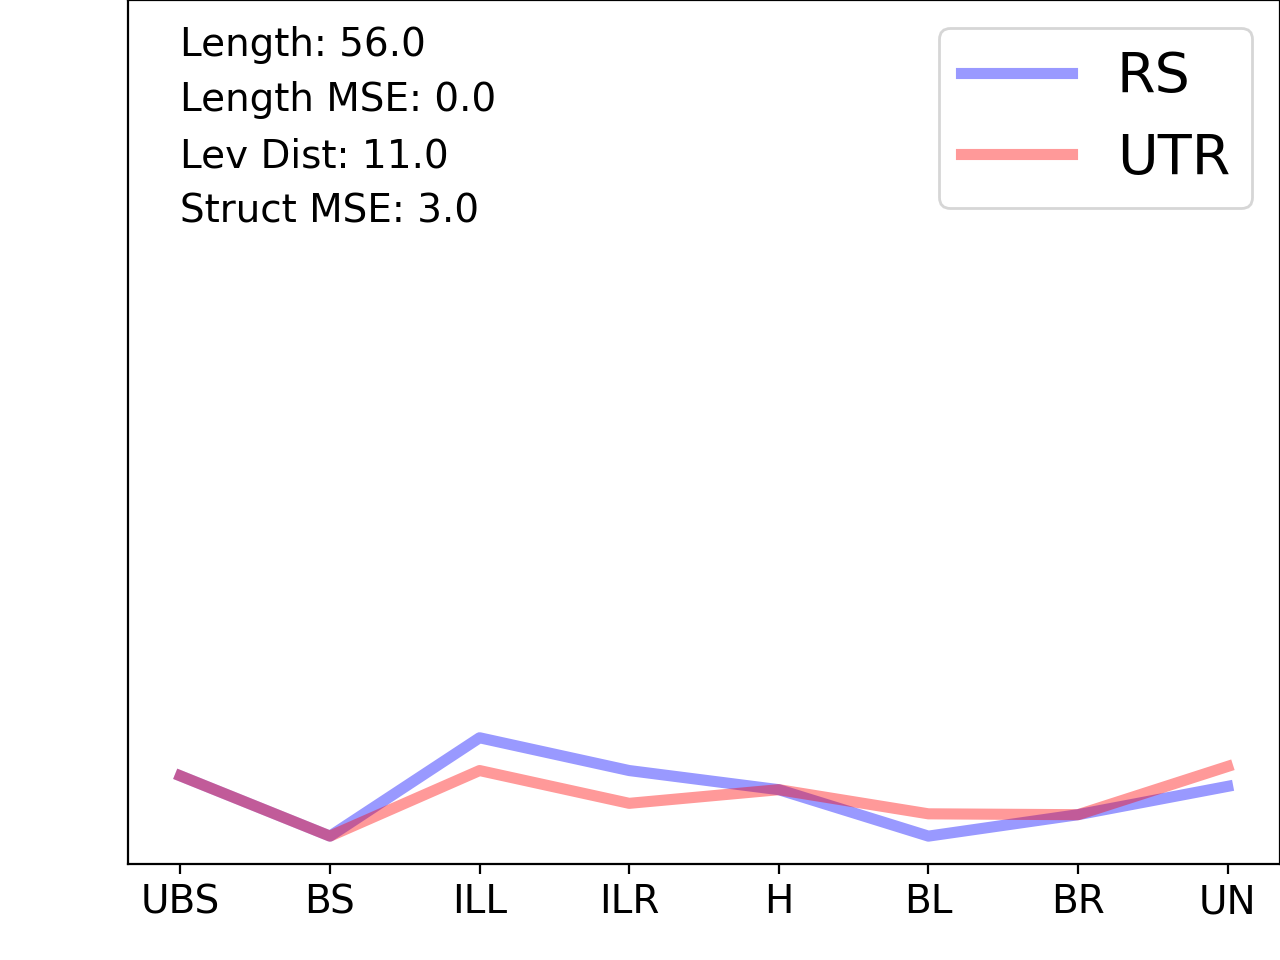 Length: 56.0
Length MSE: 0.0
Lev Dist: 11.0
Struct MSE: 3.0
RS
UTR
UBS BS ILL ILR H BL BR UN